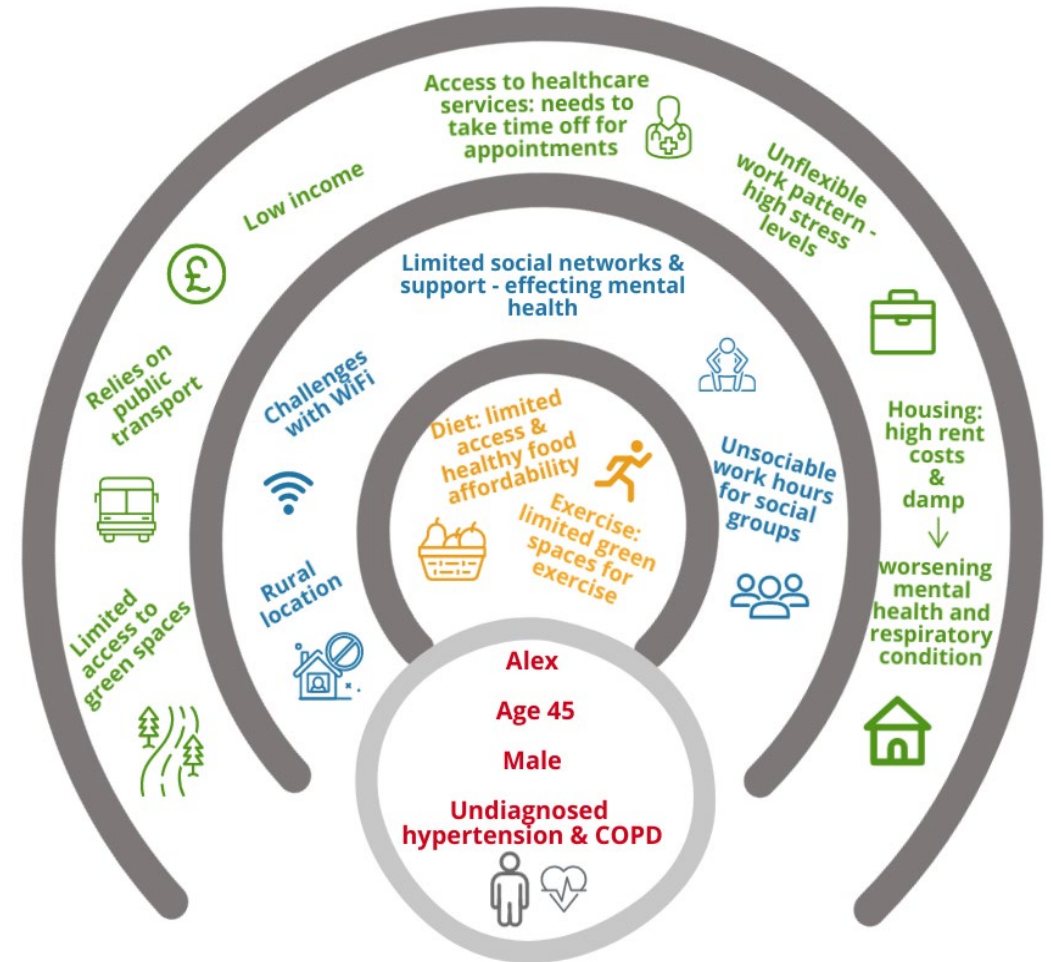 Access to healthcare
services: needs to
take time off for
appointments
Low income
£
Relies on
public
transport
Limited
access to
green spaces
Unflexible
work pattern -
high stress
levels
Housing:
high rent
costs
&
damp
worsening
mental
health and
respiratory
condition
Limited social networks &
support - effecting mental
health
Challenges
with WiFi
Rural
location
Unsociable
work hours
for social
groups
Diet: limited
access &
healthy food
affordability
Exercise:
limited green
spaces for
exercise
Alex
Age 45
Male
Undiagnosed
hypertension & COPD